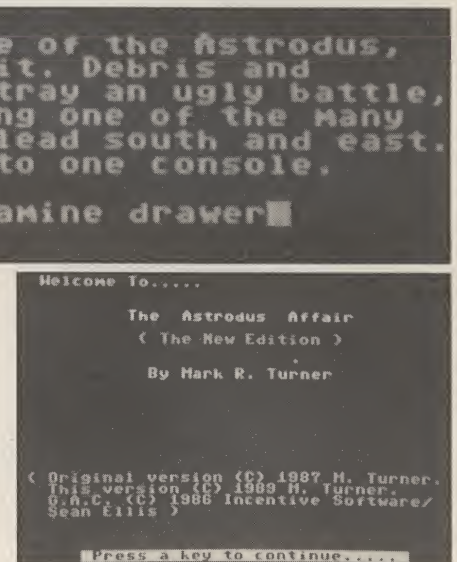 e of the Astrodus,
it. Debris and
tray an ugly battle,
ng one of the many
lead south and east.
to one console.
amine drawer
Welcome To.....
The Astrodus Affair
( The New Edition )
By Mark R. Turner
( Original version (C) 1987 M. Turner.
This version (C) 1989 M. Turner.
G.A.C. (C) 1986 Incentive Software/
Sean Ellis )
Press a key to continue.....